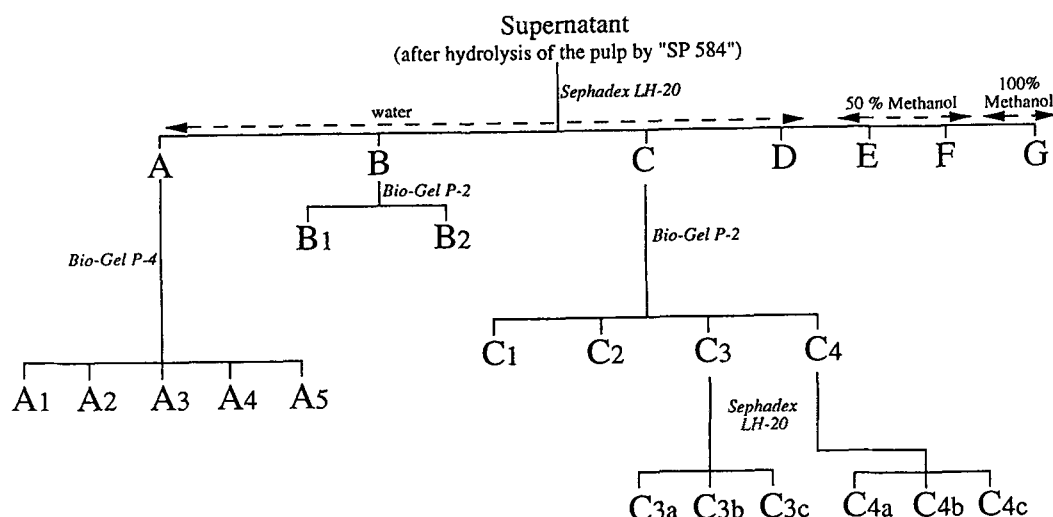 Supernatant
(after hydrolysis of the pulp by "SP 584")
Sephadex LH-20
water
50 % Methanol
100%
Methanol
A
B
C
D
E
F
G
Bio-Gel P-2
B1
B2
Bio-Gel P-2
Bio-Gel P-4
C1
C2
C3
C4
A1
A2
A3
A4
A5
Sephadex
LH-20
C3a
C3b
C3c
C4a
C4b
C4c